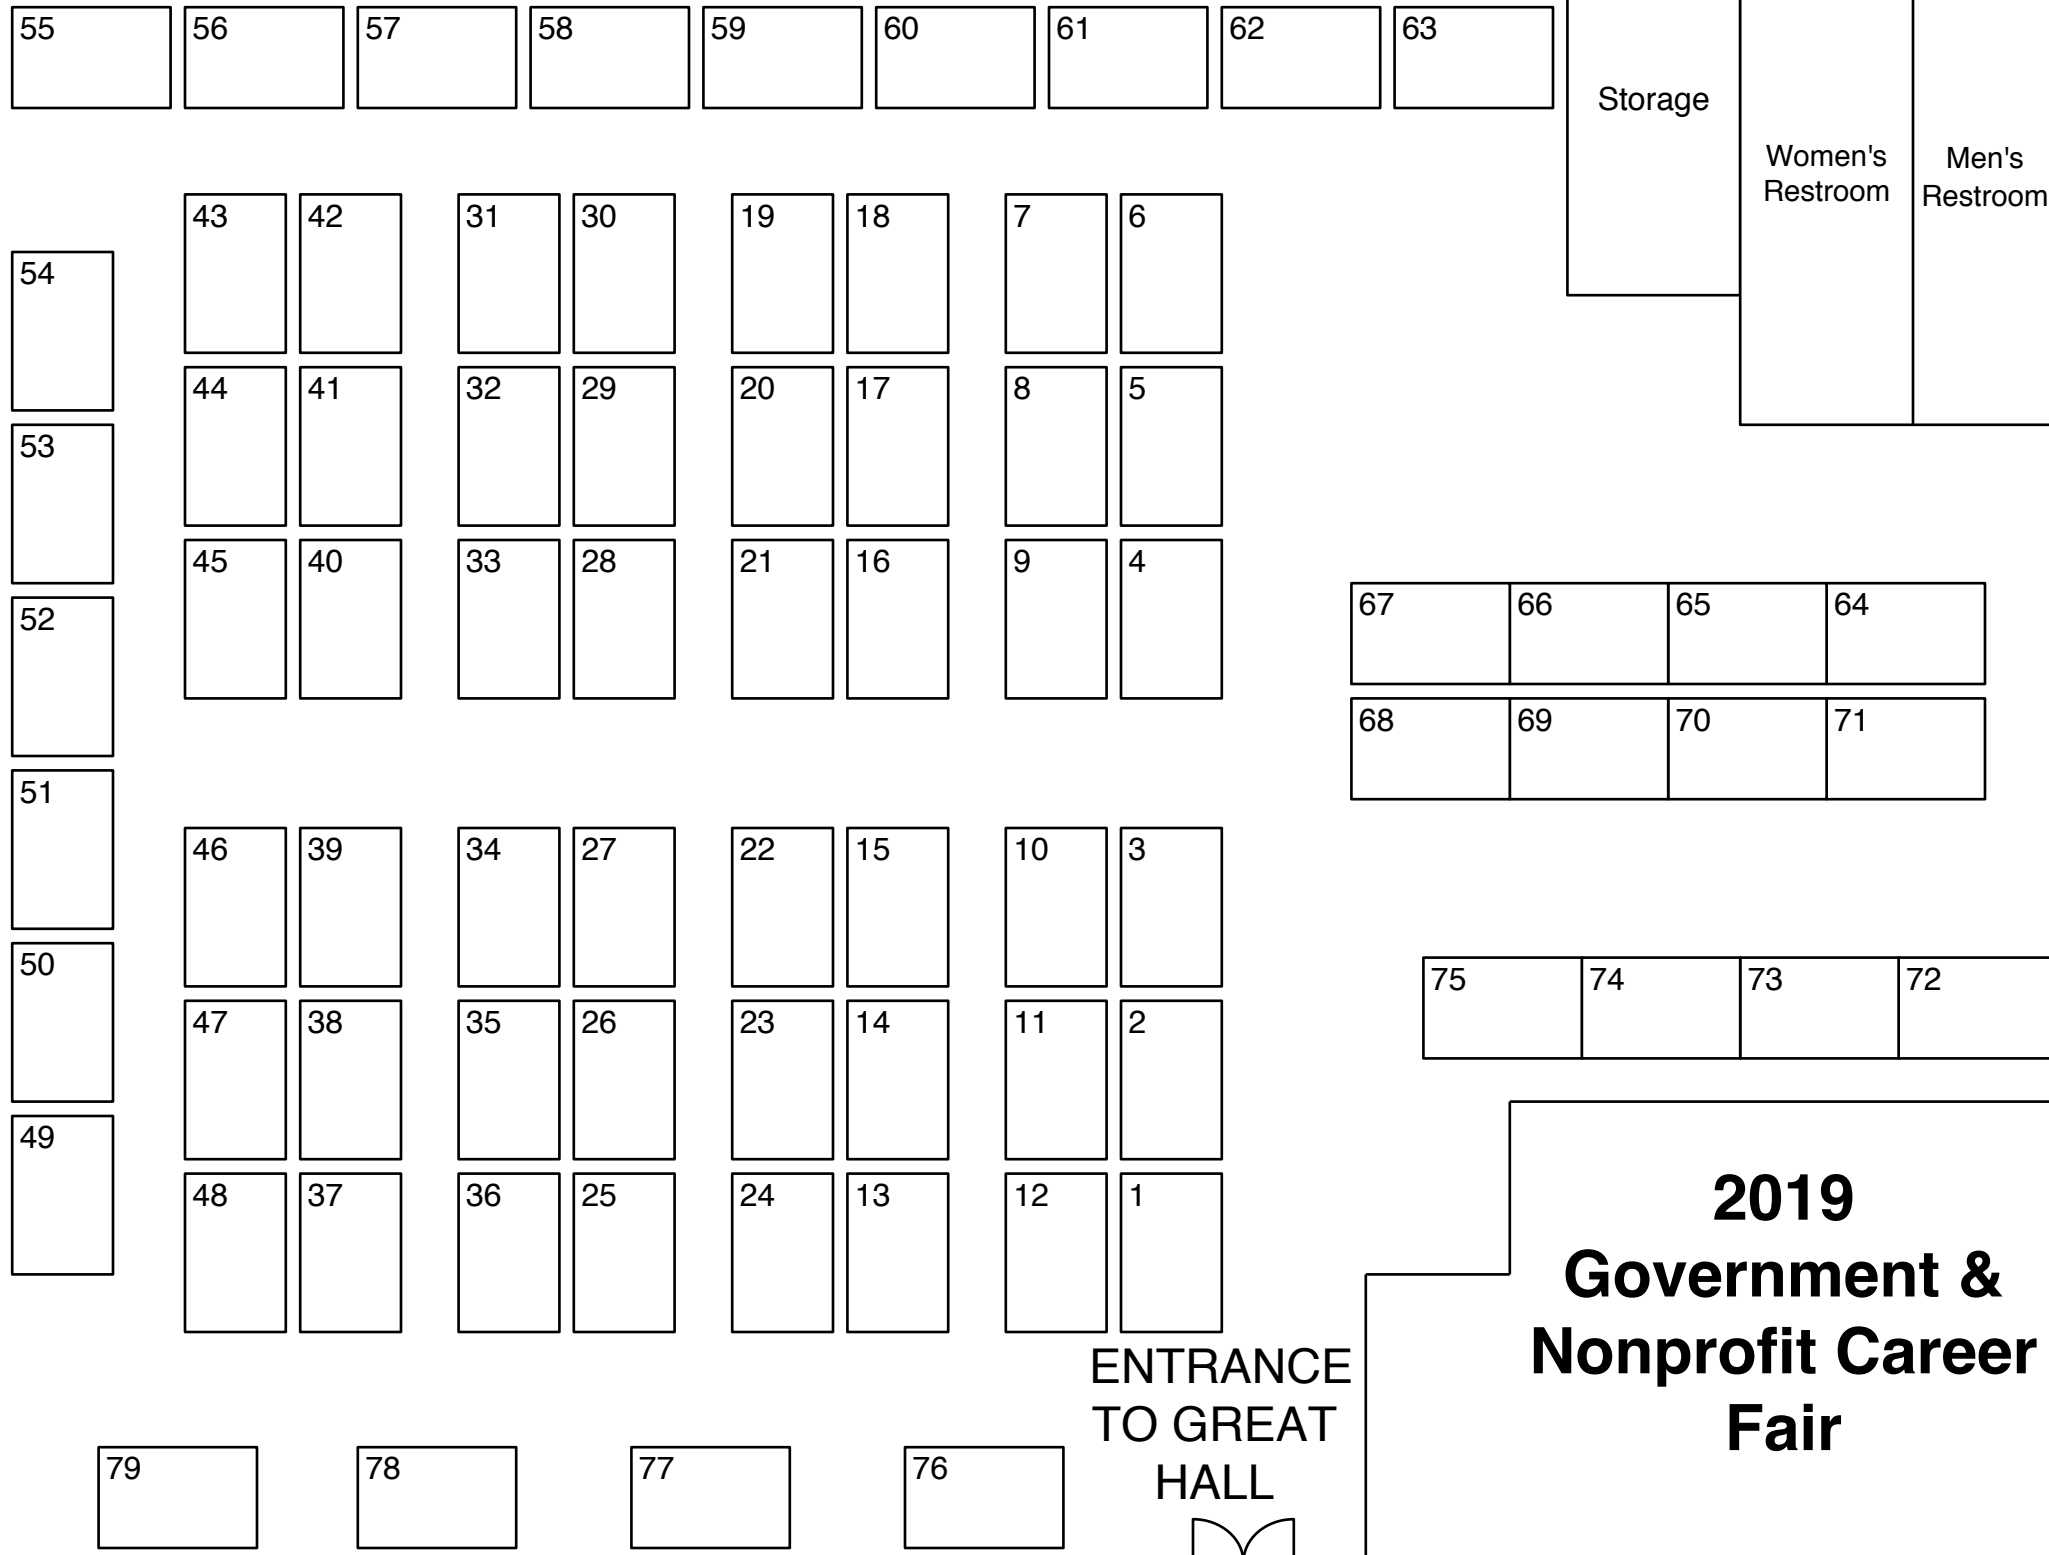 55 56 57 58 59 60 61 62 63
Storage
Women's
Restroom
Men's
Restroom
43 42 31 30 19 18 7 6
54
44 41 32 29 20 17 8 5
53
45 40 33 28 21 16 9 4
67 66 65 64
52
68 69 70 71
51
46 39 34 27 22 15 10 3
50
75 74 73 72
47 38 35 26 23 14 11 2
49
48 37 36 25 24 13 12 1
2019
Government &
Nonprofit Career
Fair
ENTRANCE
TO GREAT
HALL
79 78 77 76